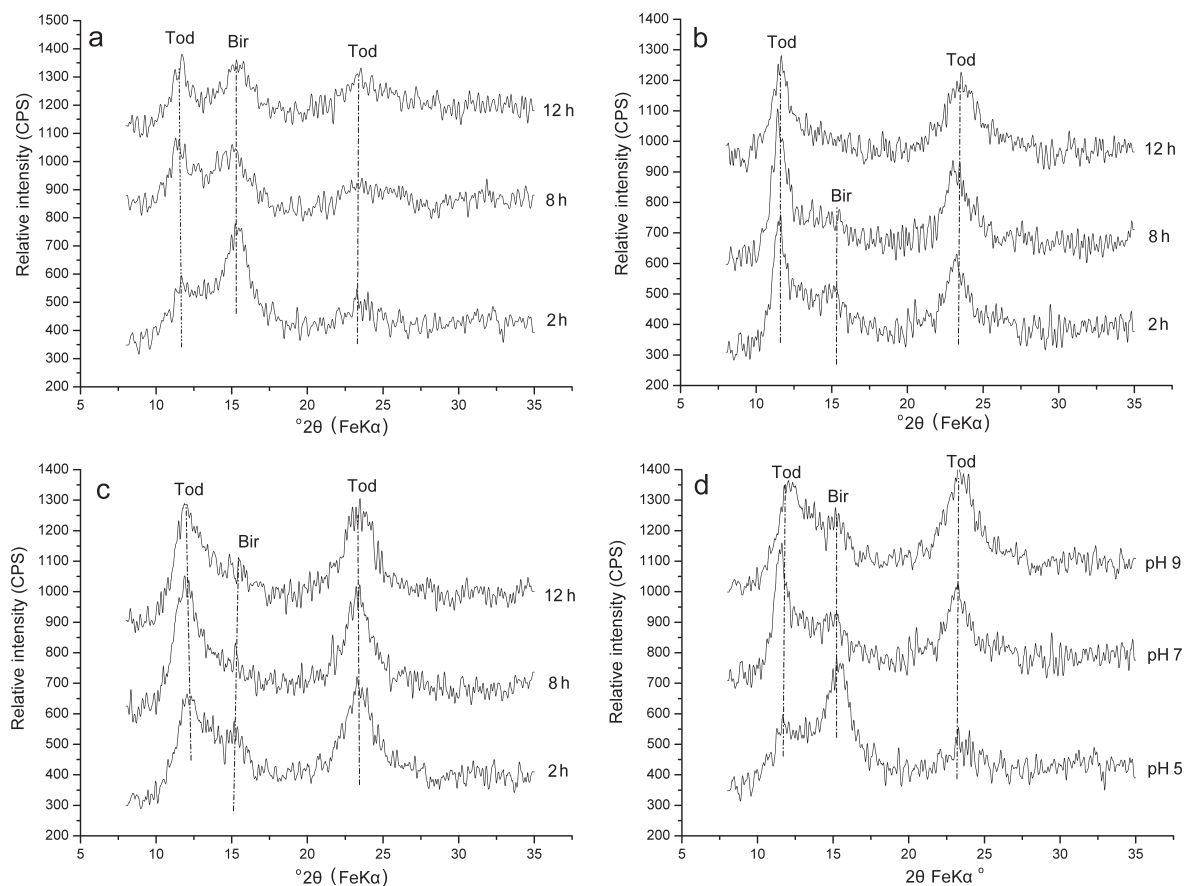 a
Tod
Bir
Tod
12 h
8 h
2 h
Relative intensity (CPS)
1500
1400
1300
1200
1100
1000
900
800
700
600
500
400
300
200
5
10
15
20
25
30
35
°2θ (FeKα)
b
Tod
Tod
Bir
12 h
8 h
2 h
Relative intensity (CPS)
1400
1300
1200
1100
1000
900
800
700
600
500
400
300
200
5
10
15
20
25
30
35
°2θ (FeKα)
c
Tod
Bir
Tod
12 h
8 h
2 h
Relative intensity (CPS)
1400
1300
1200
1100
1000
900
800
700
600
500
400
300
200
5
10
15
20
25
30
35
°2θ (FeKα)
d
Tod
Bir
Tod
pH 9
pH 7
pH 5
Relative intensity (CPS)
1400
1300
1200
1100
1000
900
800
700
600
500
400
300
200
5
10
15
20
25
30
35
2θ FeKα °